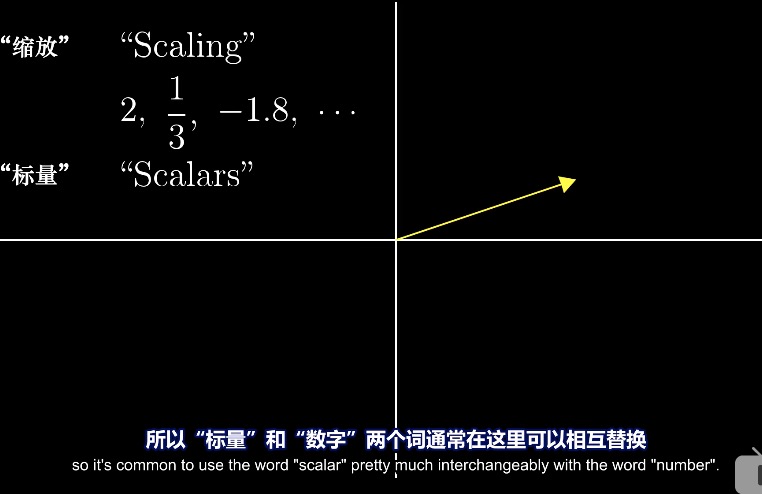 “缩放” “Scaling”
2, 1/3, −1.8, ⋯
“标量” “Scalars”
所以“标量”和“数字”两个词通常在这里可以相互替换
so it's common to use the word "scalar" pretty much interchangeably with the word "number".